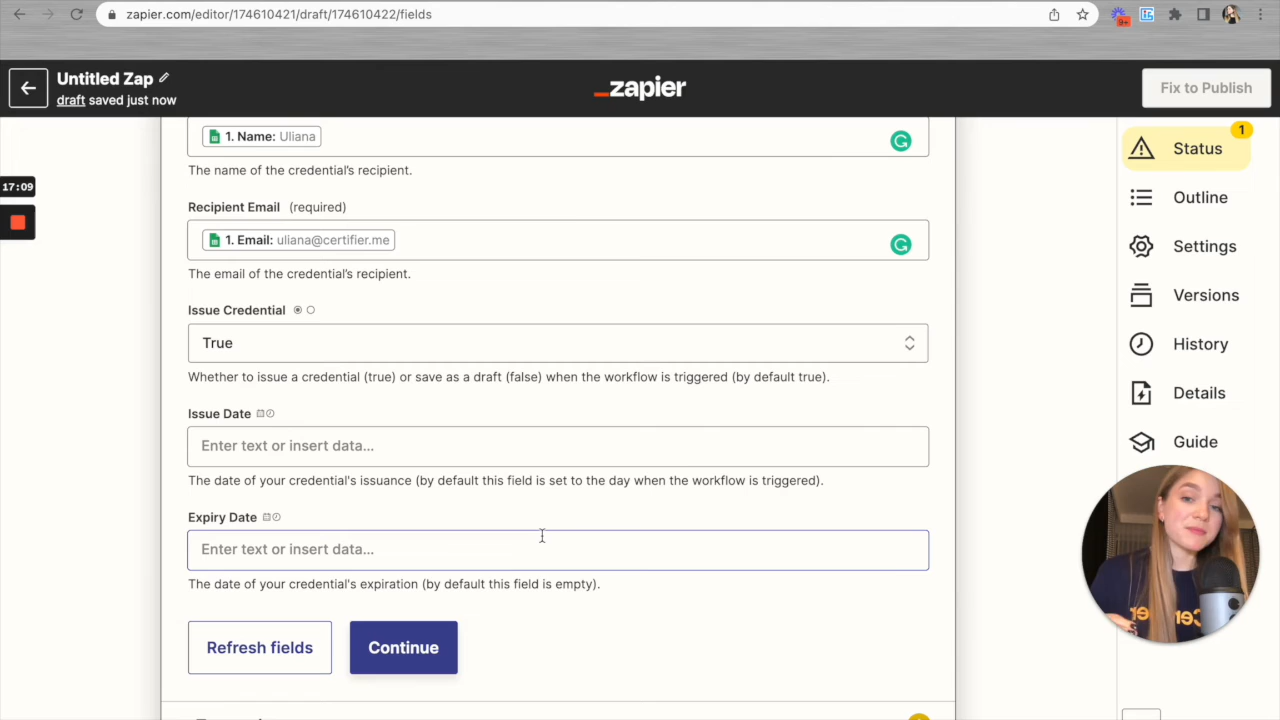 zapier.com/editor/174610421/draft/174610422/fields
9+
Untitled Zap
draft saved just now
_zapier
Fix to Publish
1. Name: Uliana
The name of the credential's recipient.
17:09
Recipient Email (required)
1. Email: uliana@certifier.me
The email of the credential's recipient.
Issue Credential
True
Whether to issue a credential (true) or save as a draft (false) when the workflow is triggered (by default true).
Issue Date
Enter text or insert data...
The date of your credential's issuance (by default this field is set to the day when the workflow is triggered).
Expiry Date
Enter text or insert data...
The date of your credential's expiration (by default this field is empty).
Refresh fields
Continue
1
Status
Outline
Settings
Versions
History
Details
Guide